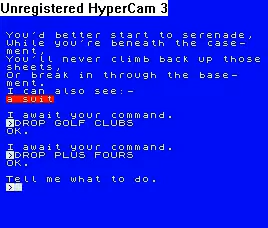 Unregistered HyperCam 3
You'd better start to serenade,
While you're beneath the case-
ment,
You'll never climb back up those
sheets,
Or break in through the base-
ment.
I can also see:-
a suit
I await your command.
>DROP GOLF CLUBS
OK.
I await your command.
>DROP PLUS FOURS
OK.
Tell me what to do.
>